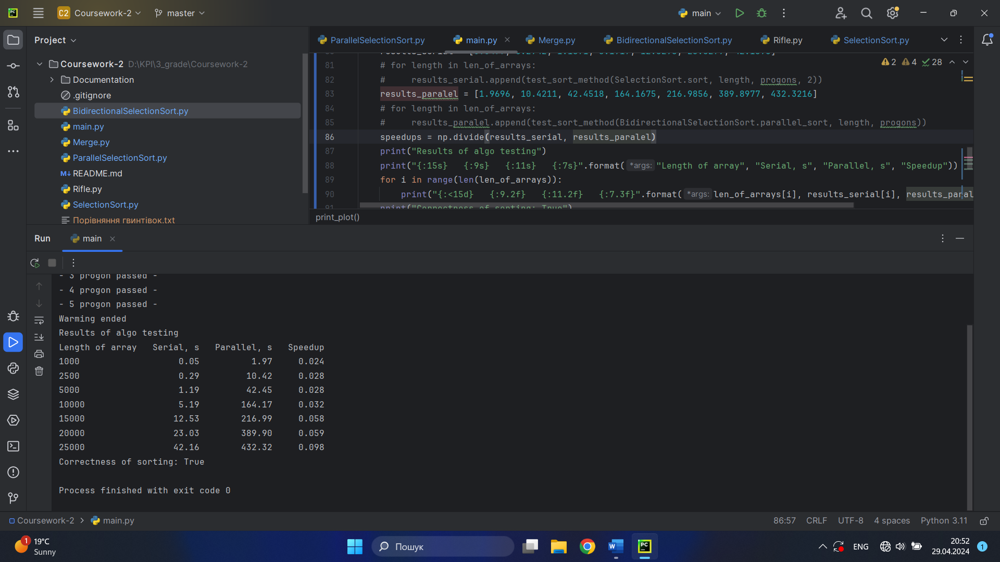 C2 Coursework-2
master
main
Project
Coursework-2 D:\KPI\3_grade\Coursework-2
Documentation
.gitignore
BidirectionalSelectionSort.py
main.py
Merge.py
ParallelSelectionSort.py
README.md
Rifle.py
SelectionSort.py
Порівняння гвинтівок.txt
ParallelSelectionSort.py
main.py
Merge.py
BidirectionalSelectionSort.py
Rifle.py
SelectionSort.py
2 4 28
81 # for length in len_of_arrays:
82 #     results_serial.append(test_sort_method(SelectionSort.sort, length, progons, 2))
83 results_paralel = [1.9696, 10.4211, 42.4518, 164.1675, 216.9856, 389.8977, 432.3216]
84 # for length in len_of_arrays:
85 #     results_paralel.append(test_sort_method(BidirectionalSelectionSort.parallel_sort, length, progons))
86 speedups = np.divide(results_serial, results_paralel)
87 print("Results of algo testing")
88 print("{:15s}   {:9s}   {:11s}   {:7s}".format( *args: "Length of array", "Serial, s", "Parallel, s", "Speedup"))
89 for i in range(len(len_of_arrays)):
90     print("{:<15d}   {:9.2f}   {:11.2f}   {:7.3f}".format( *args: len_of_arrays[i], results_serial[i], results_paral
91 print("Correctness of sorting: True")
print_plot()
Run main
- 3 progon passed -
- 4 progon passed -
- 5 progon passed -
Warming ended
Results of algo testing
Length of array   Serial, s   Parallel, s   Speedup
1000   0.05   1.97   0.024
2500   0.29   10.42   0.028
5000   1.19   42.45   0.028
10000   5.19   164.17   0.032
15000   12.53   216.99   0.058
20000   23.03   389.90   0.059
25000   42.16   432.32   0.098
Correctness of sorting: True
Process finished with exit code 0
Coursework-2 > main.py
86:57 CRLF UTF-8 4 spaces Python 3.11
1
19°C
Sunny
Пошук
ENG
20:52
29.04.2024
1